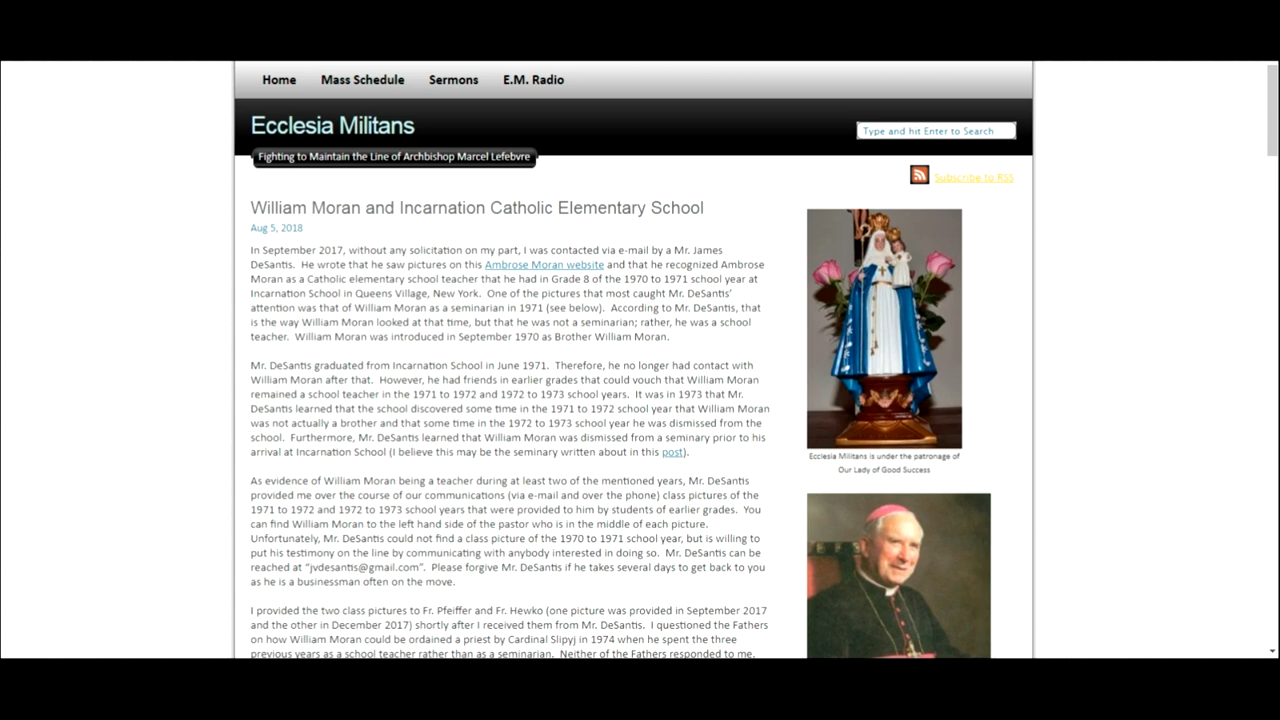 Home Mass Schedule Sermons E.M. Radio
Ecclesia Militans
Type and hit Enter to Search
Fighting to Maintain the Line of Archbishop Marcel Lefebvre
Subscribe to RSS
William Moran and Incarnation Catholic Elementary School
Aug 5, 2018
In September 2017, without any solicitation on my part, I was contacted via e-mail by a Mr. James
DeSantis. He wrote that he saw pictures on this Ambrose Moran website and that he recognized Ambrose
Moran as a Catholic elementary school teacher that he had in Grade 8 of the 1970 to 1971 school year at
Incarnation School in Queens Village, New York. One of the pictures that most caught Mr. DeSantis'
attention was that of William Moran as a seminarian in 1971 (see below). According to Mr. DeSantis, that
is the way William Moran looked at that time, but that he was not a seminarian; rather, he was a school
teacher. William Moran was introduced in September 1970 as Brother William Moran.
Mr. DeSantis graduated from Incarnation School in June 1971. Therefore, he no longer had contact with
William Moran after that. However, he had friends in earlier grades that could vouch that William Moran
remained a school teacher in the 1971 to 1972 and 1972 to 1973 school years. It was in 1973 that Mr.
DeSantis learned that the school discovered some time in the 1971 to 1972 school year that William Moran
was not actually a brother and that some time in the 1972 to 1973 school year he was dismissed from the
school. Furthermore, Mr. DeSantis learned that William Moran was dismissed from a seminary prior to his
arrival at Incarnation School (I believe this may be the seminary written about in this post).
As evidence of William Moran being a teacher during at least two of the mentioned years, Mr. DeSantis
provided me over the course of our communications (via e-mail and over the phone) class pictures of the
1971 to 1972 and 1972 to 1973 school years that were provided to him by students of earlier grades. You
can find William Moran to the left hand side of the pastor who is in the middle of each picture.
Unfortunately, Mr. DeSantis could not find a class picture of the 1970 to 1971 school year, but is willing to
put his testimony on the line by communicating with anybody interested in doing so. Mr. DeSantis can be
reached at "jvdesantis@gmail.com". Please forgive Mr. DeSantis if he takes several days to get back to you
as he is a businessman often on the move.
I provided the two class pictures to Fr. Pfeiffer and Fr. Hewko (one picture was provided in September 2017
and the other in December 2017) shortly after I received them from Mr. DeSantis. I questioned the Fathers
on how William Moran could be ordained a priest by Cardinal Slipyj in 1974 when he spent the three
previous years as a school teacher rather than as a seminarian. Neither of the Fathers responded to me.
Ecclesia Militans is under the patronage of
Our Lady of Good Success